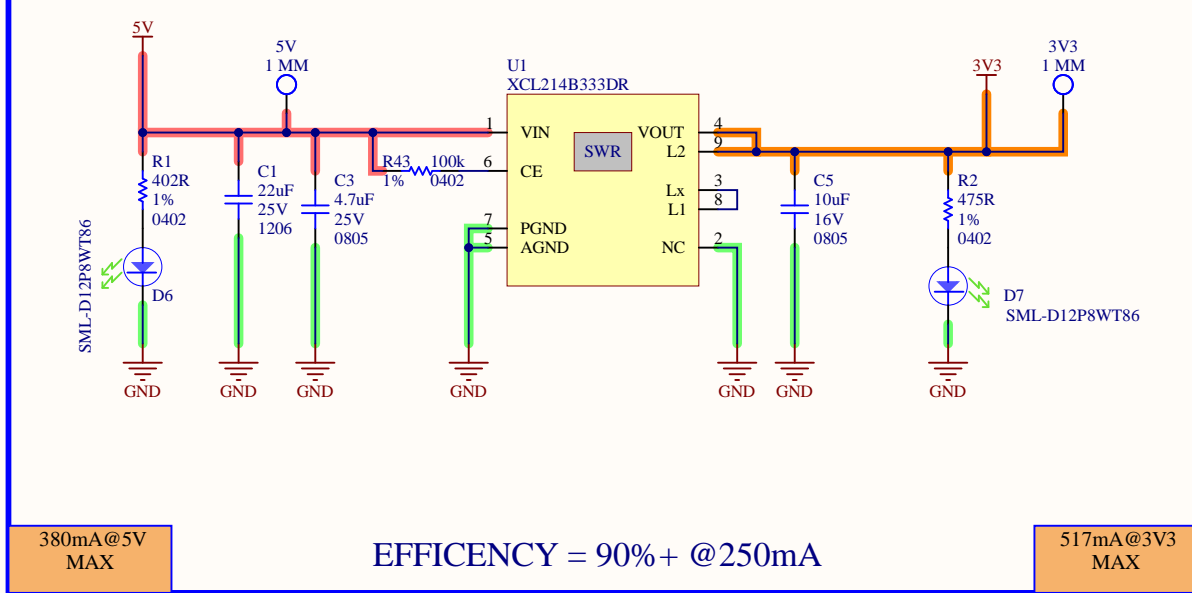 5V
5V
1 MM
U1
XCL214B333DR
3V3
3V3
1 MM
1
VIN
VOUT
4
L2
9
SWR
R1
402R
1%
0402
C1
22uF
25V
1206
C3
4.7uF
25V
0805
R43
100k
1%
0402
6
CE
Lx
3
L1
8
7
PGND
5
AGND
NC
2
C5
10uF
16V
0805
R2
475R
1%
0402
SML-D12P8WT86
D6
D7
SML-D12P8WT86
GND
GND
GND
GND
GND
GND
GND
380mA@5V
MAX
EFFICENCY = 90%+ @250mA
517mA@3V3
MAX